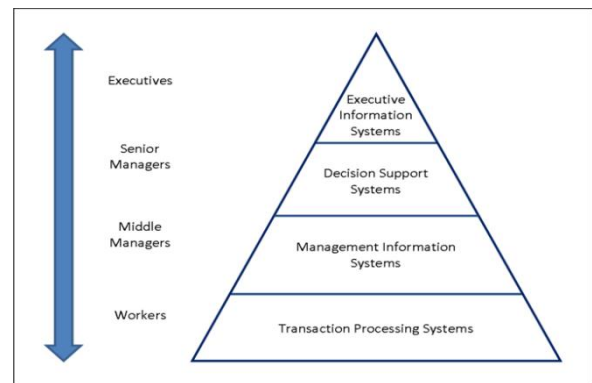 Executives
Senior
Managers
Middle
Managers
Workers
Executive
Information
Systems
Decision Support
Systems
Management Information
Systems
Transaction Processing Systems